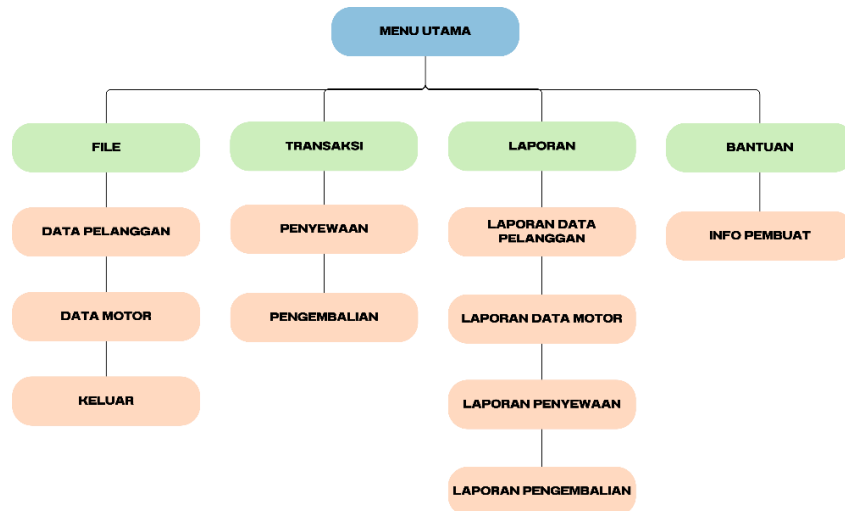 MENU UTAMA
FILE
TRANSAKSI
LAPORAN
BANTUAN
DATA PELANGGAN
PENYEWAAN
LAPORAN DATA
PELANGGAN
INFO PEMBUAT
DATA MOTOR
PENGEMBALIAN
LAPORAN DATA MOTOR
KELUAR
LAPORAN PENYEWAAN
LAPORAN PENGEMBALIAN